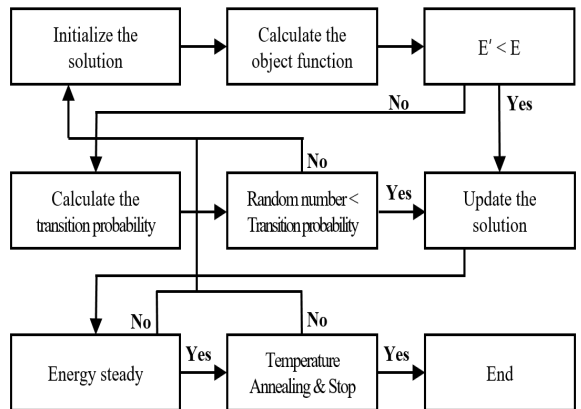 Initialize the
solution
Calculate the
object function
E' < E
No
Yes
No
Calculate the
transition probability
Random number <
Transition probability
Yes
Update the
solution
No
No
Energy steady
Yes
Temperature
Annealing & Stop
Yes
End